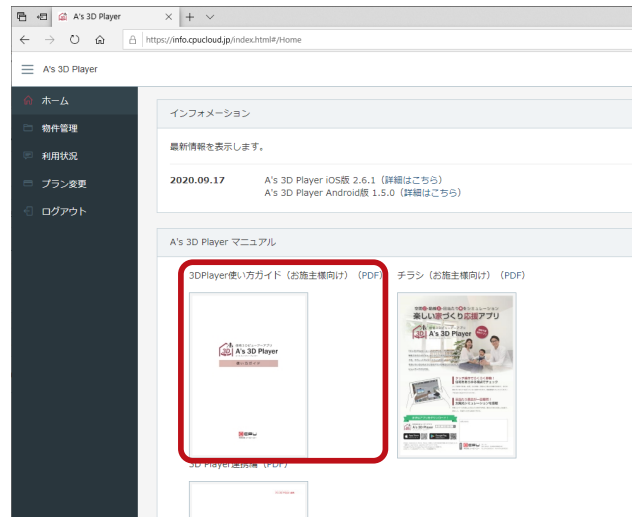 A's 3D Player
https://info.cpucloud.jp/index.html#/Home
A's 3D Player
ホーム
物件管理
利用状況
プラン変更
ログアウト
インフォメーション
最新情報を表示します。
2020.09.17 A's 3D Player iOS版 2.6.1（詳細はこちら）
A's 3D Player Android版 1.5.0（詳細はこちら）
A's 3D Player マニュアル
3DPlayer使い方ガイド（お施主様向け）（PDF） チラシ（お施主様向け）（PDF）
A's 3D Player
楽しい家づくり応援アプリ
A's 3D Player
A's 3D Player
3D Player連携編（PDF）